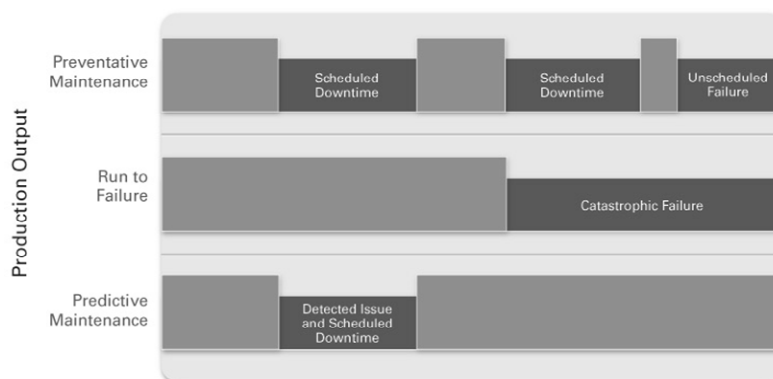 Production Output
Preventative
Maintenance
Scheduled
Downtime
Scheduled
Downtime
Unscheduled
Failure
Run to
Failure
Catastrophic Failure
Predictive
Maintenance
Detected Issue
and Scheduled
Downtime